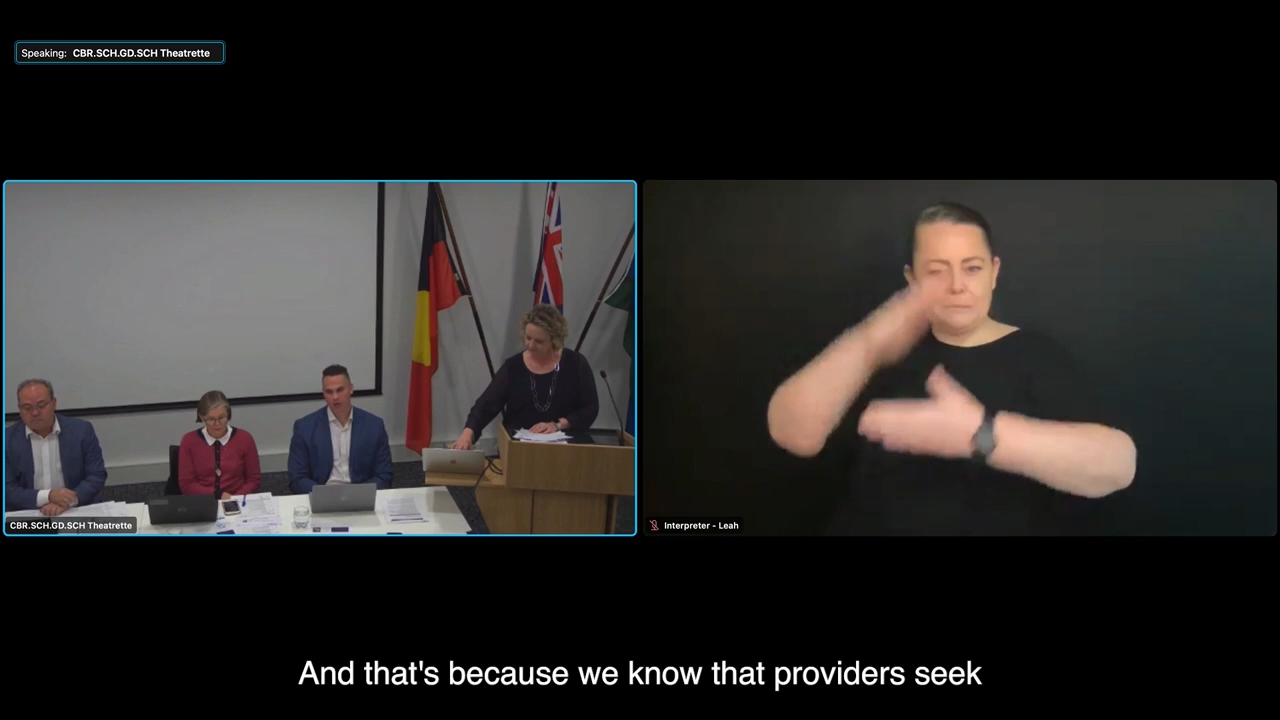 Speaking: CBR.SCH.GD.SCH Theatrette
CBR.SCH.GD.SCH Theatrette
Interpreter - Leah
And that's because we know that providers seek